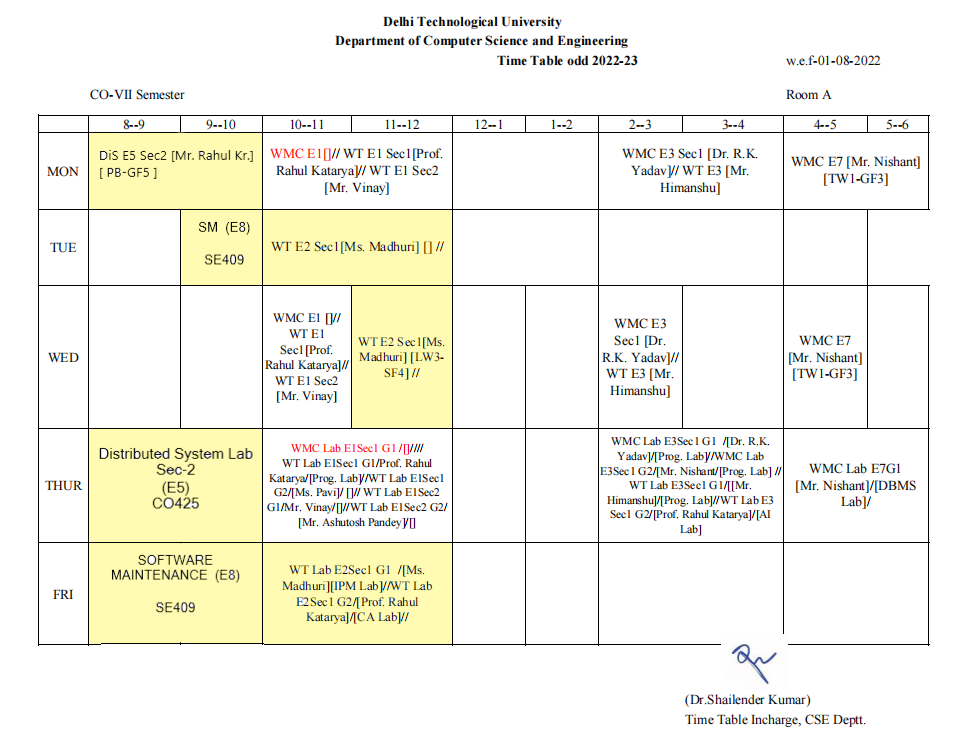 Delhi Technological University
Department of Computer Science and Engineering
Time Table odd 2022-23
w.e.f-01-08-2022
CO-VII Semester
Room A
8--9
9--10
10--11
11--12
12--1
1--2
2--3
3--4
4--5
5--6
MON
DiS E5 Sec2 [Mr. Rahul Kr.]
[ PB-GF5 ]
WMC E1[]// WT E1 Sec1[Prof.
Rahul Katarya]// WT E1 Sec2
[Mr. Vinay]
WMC E3 Sec1 [Dr. R.K.
Yadav]// WT E3 [Mr.
Himanshu]
WMC E7 [Mr. Nishant]
[TW1-GF3]
TUE
SM (E8)
SE409
WT E2 Sec1[Ms. Madhuri] [] //
WED
WMC E1 []//
WT E1
Sec1[Prof.
Rahul Katarya]//
WT E1 Sec2
[Mr. Vinay]
WT E2 Sec1[Ms.
Madhuri] [LW3-
SF4] //
WMC E3
Sec1 [Dr.
R.K. Yadav]//
WT E3 [Mr.
Himanshu]
WMC E7
[Mr. Nishant]
[TW1-GF3]
THUR
Distributed System Lab
Sec-2
(E5)
CO425
WMC Lab E1Sec1 G1 /[]////
WT Lab E1Sec1 G1/Prof. Rahul
Katarya/[Prog. Lab]//WT Lab E1Sec1
G2/[Ms. Pavi]/ []// WT Lab E1Sec2
G1/Mr. Vinay/[]//WT Lab E1Sec2 G2/
[Mr. Ashutosh Pandey]/[]
WMC Lab E3Sec1 G1 /[Dr. R.K.
Yadav]/[Prog. Lab]//WMC Lab
E3Sec1 G2/[Mr. Nishant/[Prog. Lab] //
WT Lab E3Sec1 G1/[[Mr.
Himanshu]/[Prog. Lab]//WT Lab E3
Sec1 G2/[Prof. Rahul Katarya]/[AI
Lab]
WMC Lab E7G1
[Mr. Nishant]/[DBMS
Lab]/
FRI
SOFTWARE
MAINTENANCE (E8)
SE409
WT Lab E2Sec1 G1 /[Ms.
Madhuri][IPM Lab]//WT Lab
E2Sec1 G2/[Prof. Rahul
Katarya]/[CA Lab]//
(Dr.Shailender Kumar)
Time Table Incharge, CSE Deptt.